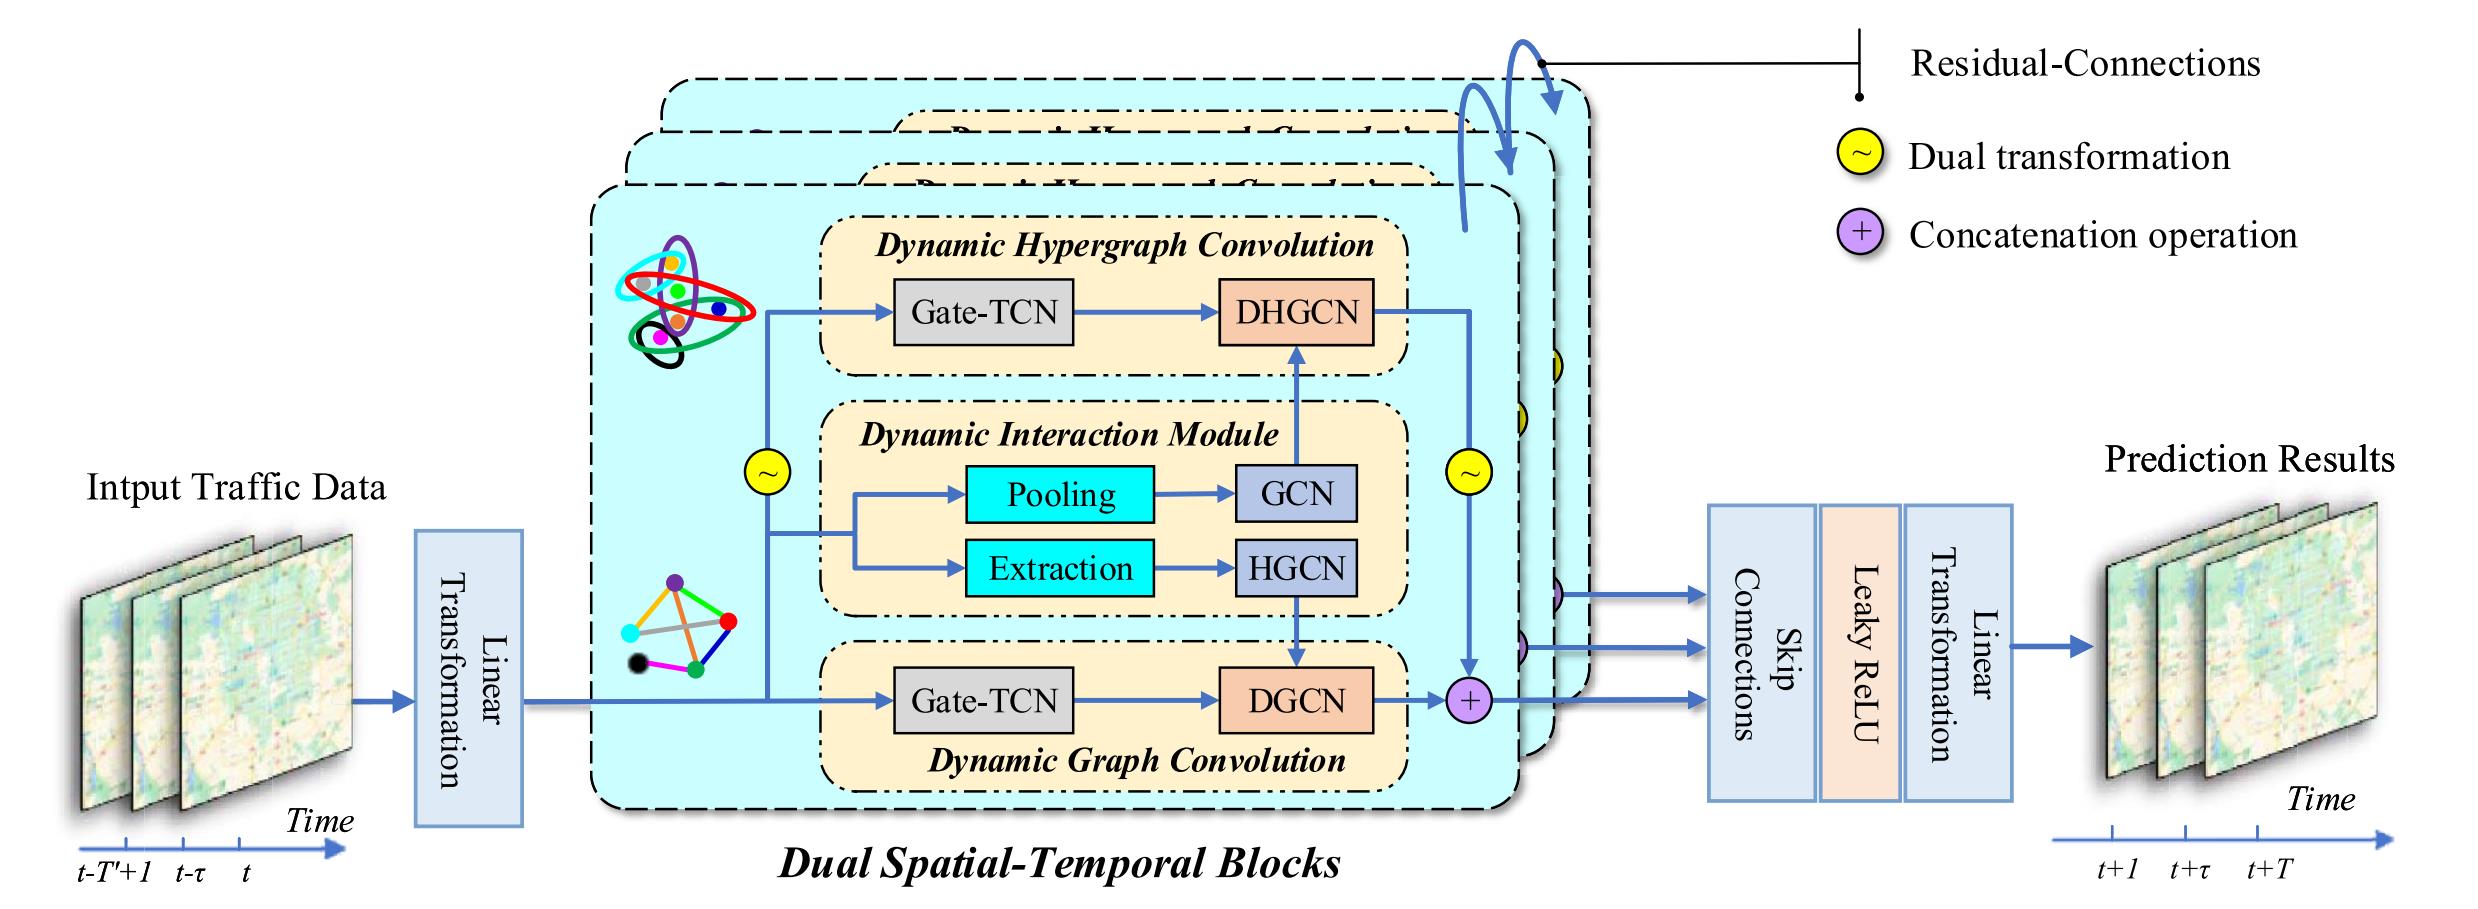 Residual-Connections
~ Dual transformation
+ Concatenation operation
Dynamic Hypergraph Convolution
Gate-TCN
DHGCN
Dynamic Interaction Module
~
~
Pooling
GCN
Extraction
HGCN
Gate-TCN
DGCN
+
Dynamic Graph Convolution
Dual Spatial-Temporal Blocks
Intput Traffic Data
Time
t-T'+1 t-τ t
Linear
Transformation
Skip
Connections
Leaky ReLU
Linear
Transformation
Prediction Results
Time
t+1 t+τ t+T